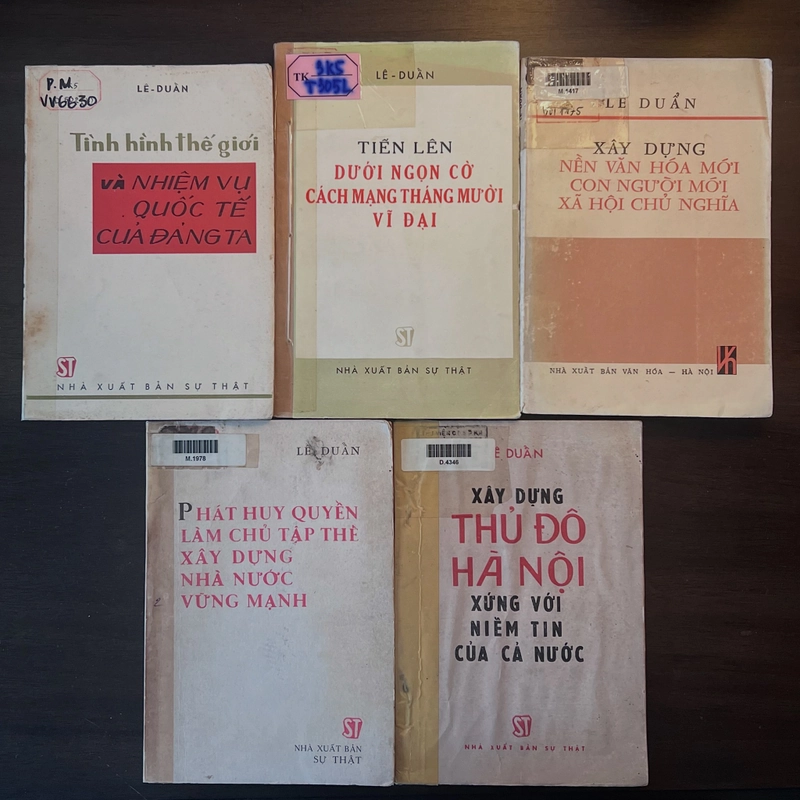 P.M
VV6630
LÊ-DUẨN
Tình hình thế giới
và NHIỆM VỤ
QUỐC TẾ
CUẢ ĐẢNG TA
ST
NHÀ XUẤT BẢN SỰ THẬT
TK
3K5
T305L
LÊ-DUẨN
TIẾN LÊN
DƯỚI NGỌN CỜ
CÁCH MẠNG THÁNG MƯỜI
VĨ ĐẠI
ST
NHÀ XUẤT BẢN SỰ THẬT
LÊ DUẨN
XÂY DỰNG
NỀN VĂN HÓA MỚI
CON NGƯỜI MỚI
XÃ HỘI CHỦ NGHĨA
NHÀ XUẤT BẢN VĂN HÓA – HÀ NỘI
M.1978
LÊ-DUẨN
PHÁT HUY QUYỀN
LÀM CHỦ TẬP THỂ
XÂY DỰNG
NHÀ NƯỚC
VỮNG MẠNH
ST
NHÀ XUẤT BẢN
SỰ THẬT
D.4346
LÊ DUẨN
XÂY DỰNG
THỦ ĐÔ
HÀ NỘI
XỨNG VỚI
NIỀM TIN
CỦA CẢ NƯỚC
ST
NHÀ XUẤT BẢN SỰ THẬT